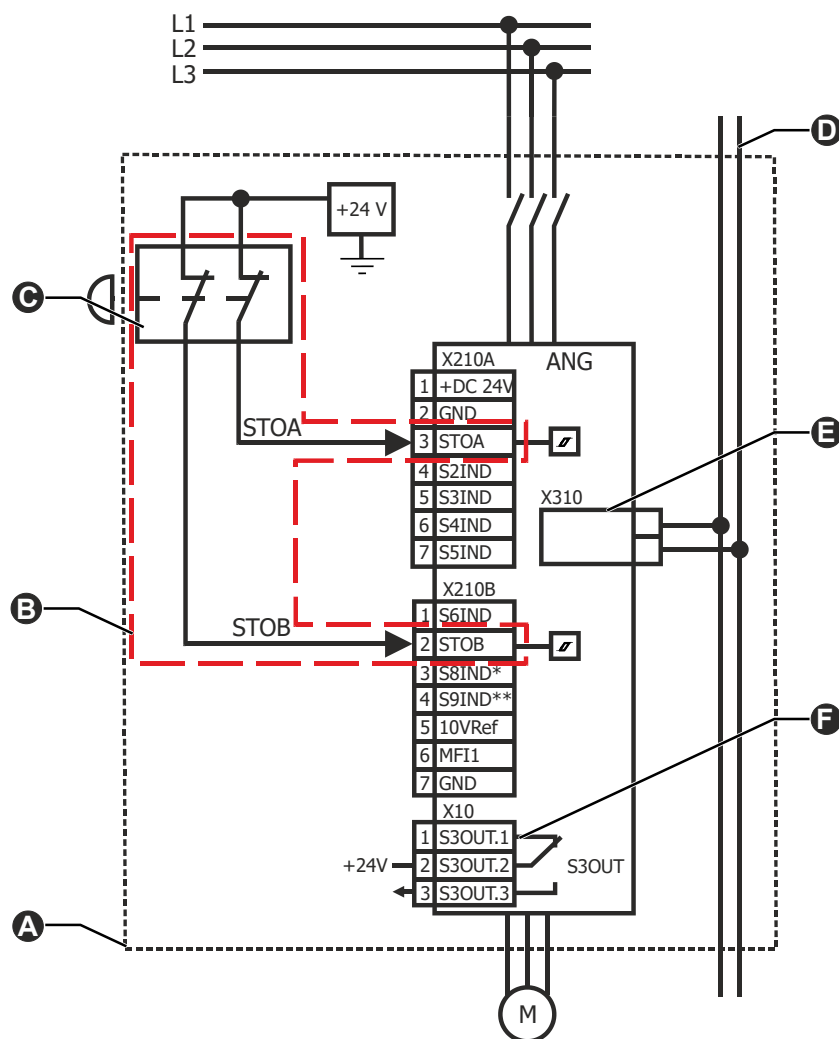 L1
L2
L3
D
+24 V
C
X210A
ANG
1 +DC 24V
2 GND
STOA
3 STOA
E
4 S2IND
5 S3IND
X310
6 S4IND
7 S5IND
X210B
B
1 S6IND
STOB
2 STOB
3 S8IND*
4 S9IND**
5 10VRef
F
6 MFI1
7 GND
X10
1 S3OUT.1
+24V
2 S3OUT.2
S3OUT
3 S3OUT.3
A
M